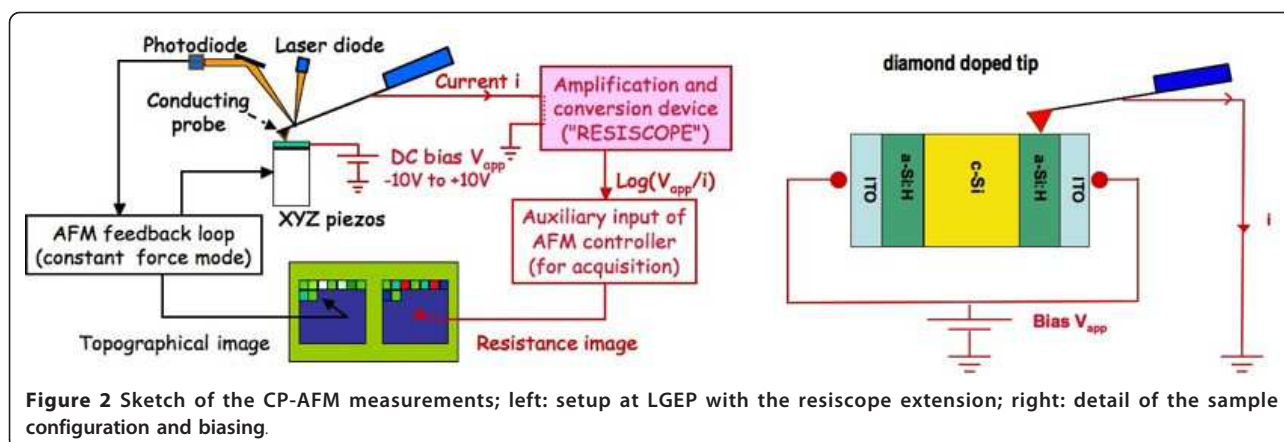 Photodiode
Laser diode
Current i
Conducting
probe
Amplification and
conversion device
("RESISCOPE")
DC bias Vapp
-10V to +10V
Log(Vapp/i)
XYZ piezos
AFM feedback loop
(constant force mode)
Auxiliary input of
AFM controller
(for acquisition)
Topographical image
Resistance image
diamond doped tip
ITO
a-Si:H
c-Si
a-Si:H
ITO
i
Bias Vapp
Figure 2 Sketch of the CP-AFM measurements; left: setup at LGEP with the resiscope extension; right: detail of the sample
configuration and biasing.